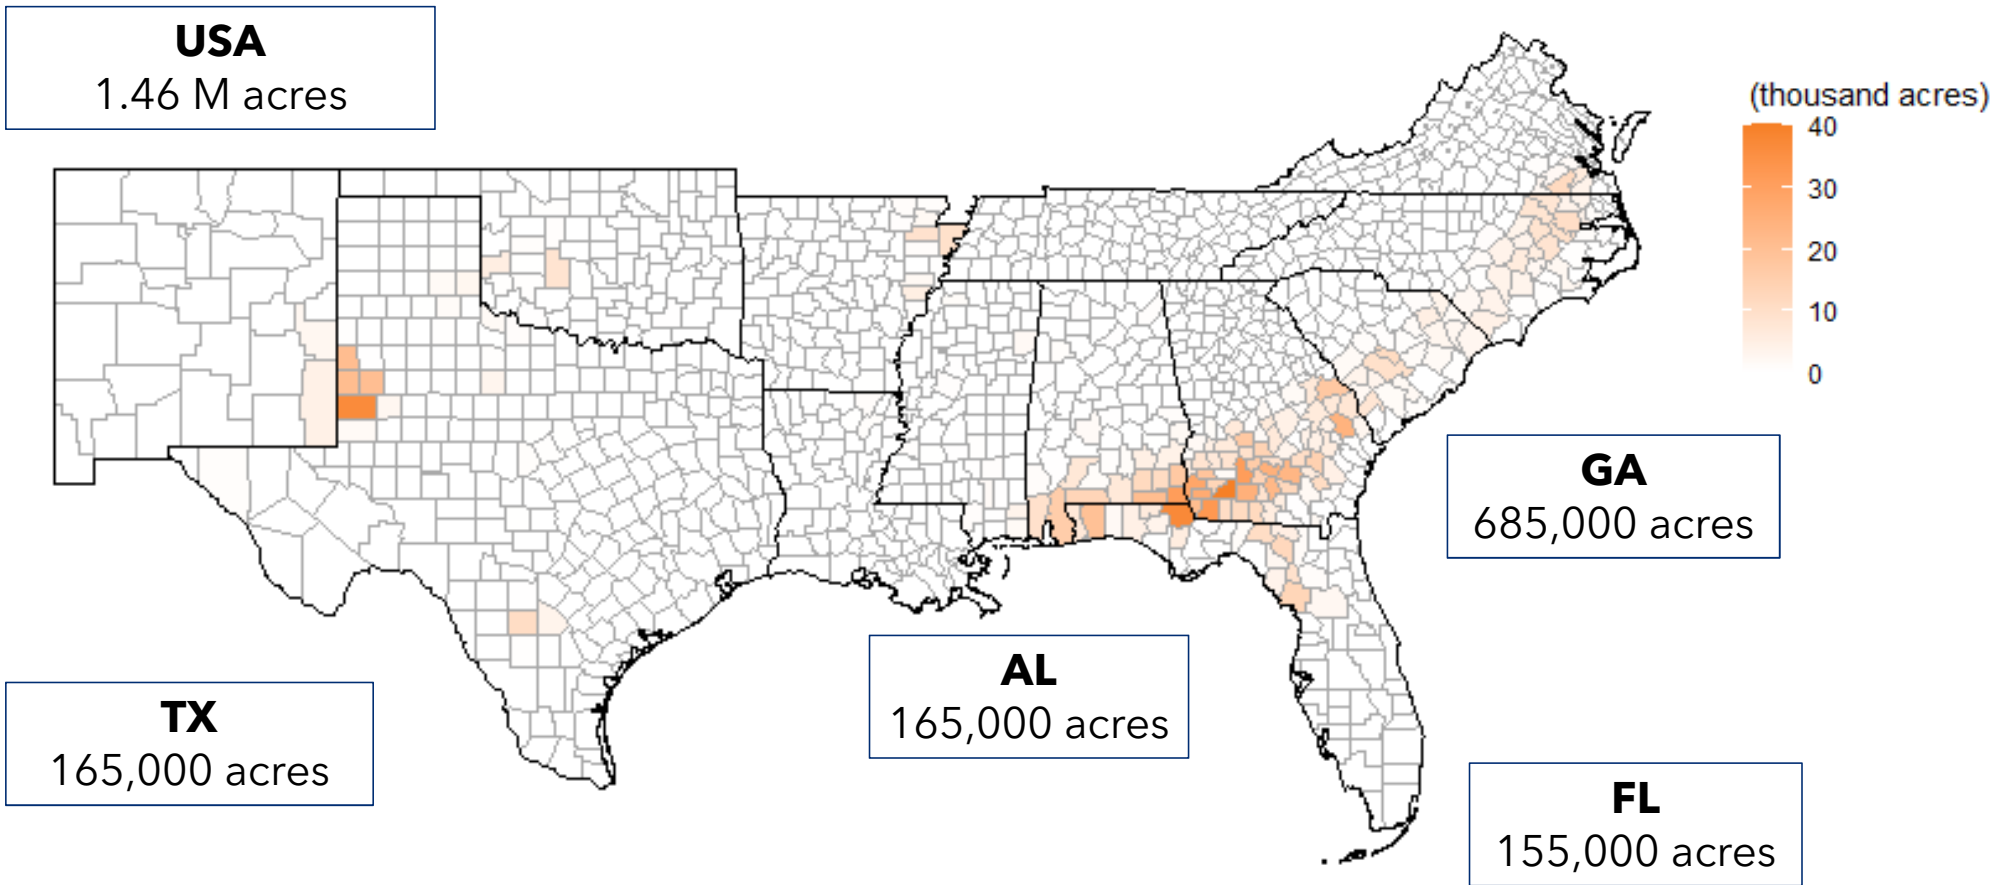 USA
1.46 M acres
(thousand acres)
40
30
20
10
0
GA
685,000 acres
AL
165,000 acres
TX
165,000 acres
FL
155,000 acres